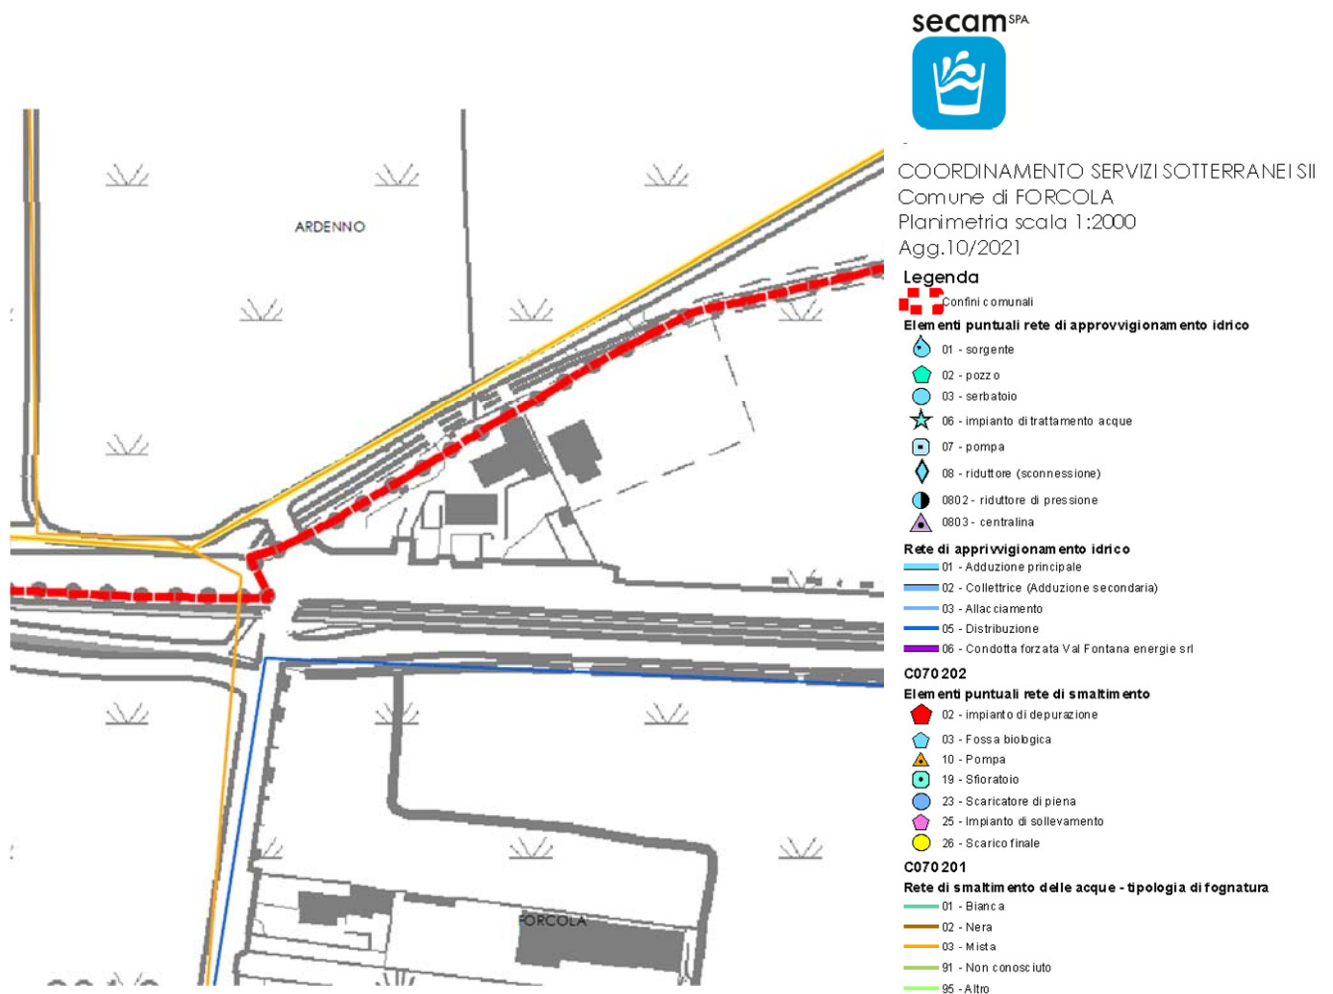 secam SPA
-
COORDINAMENTO SERVIZI SOTTERRANEI SII
Comune di FORCOLA
Planimetria scala 1:2000
Agg.10/2021
Legenda
Confini comunali
Elementi puntuali rete di approvvigionamento idrico
01 - sorgente
02 - pozzo
03 - serbatoio
06 - impianto di trattamento acque
07 - pompa
08 - riduttore (sconnessione)
0802 - riduttore di pressione
0803 - centralina
Rete di apprivvigionamento idrico
01 - Adduzione principale
02 - Collettrice (Adduzione secondaria)
03 - Allacciamento
05 - Distribuzione
06 - Condotta forzata Val Fontana energie srl
C070202
Elementi puntuali rete di smaltimento
02 - impianto di depurazione
03 - Fossa biologica
10 - Pompa
19 - Sfioratoio
23 - Scaricatore di piena
25 - Impianto di sollevamento
26 - Scarico finale
C070201
Rete di smaltimento delle acque - tipologia di fognatura
01 - Bianca
02 - Nera
03 - Mista
91 - Non conosciuto
95 - Altro
ARDENNO
FORCOLA